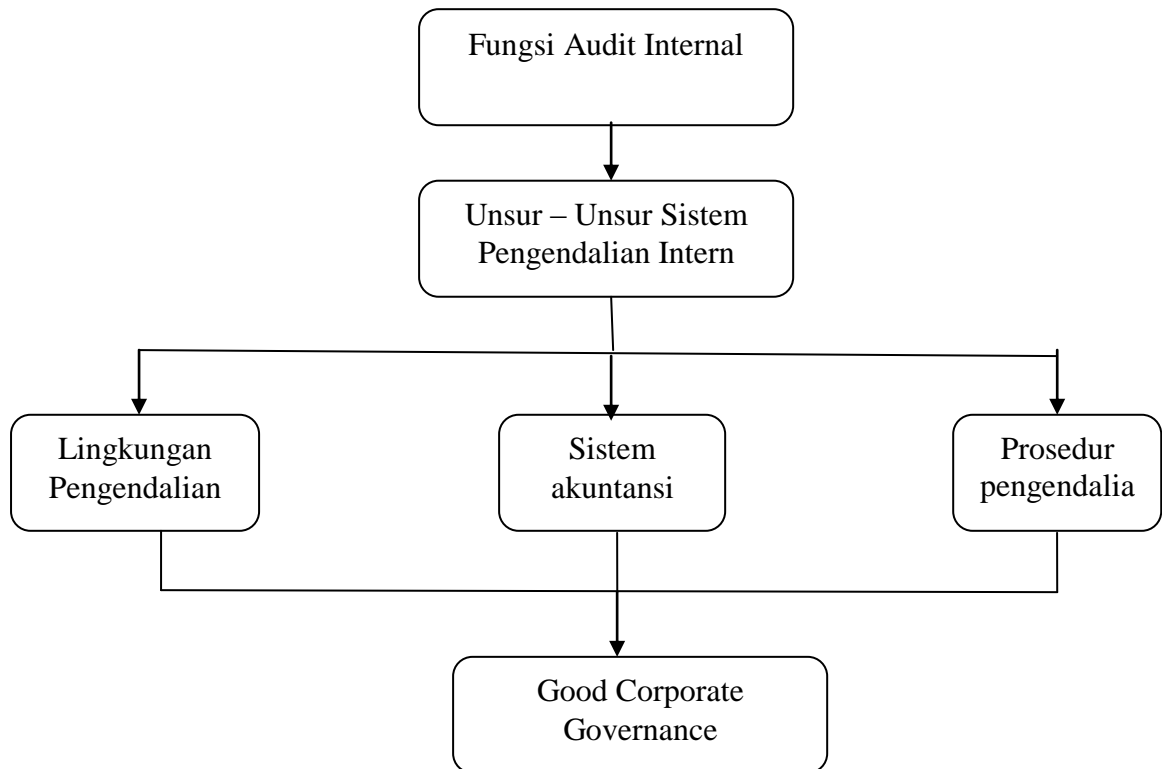 Fungsi Audit Internal
Unsur – Unsur Sistem
Pengendalian Intern
Lingkungan
Pengendalian
Sistem
akuntansi
Prosedur
pengendalia
Good Corporate
Governance